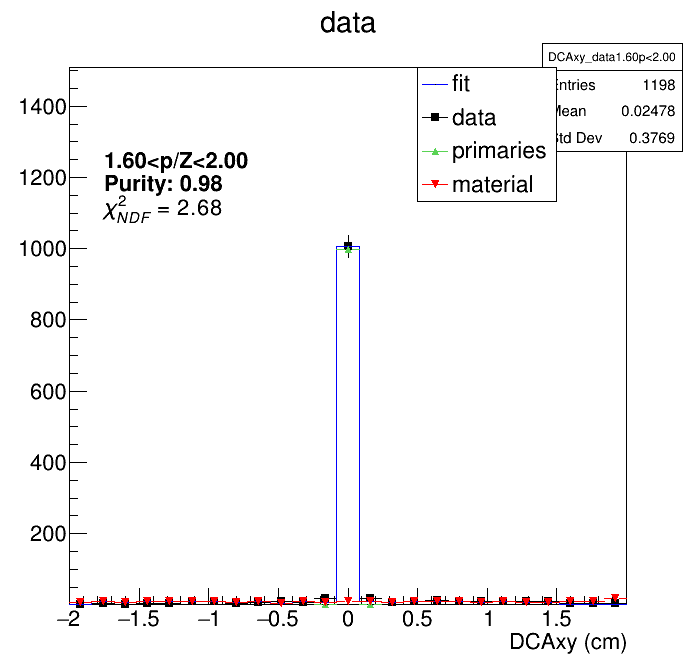 data
DCAxy_data1.60p<2.00
Entries 1198
Mean 0.02478
Std Dev 0.3769
fit
data
primaries
material
1.60<p/Z<2.00
Purity: 0.98
χ²_NDF = 2.68
1400
1200
1000
800
600
400
200
−2 −1.5 −1 −0.5 0 0.5 1 1.5
DCAxy (cm)